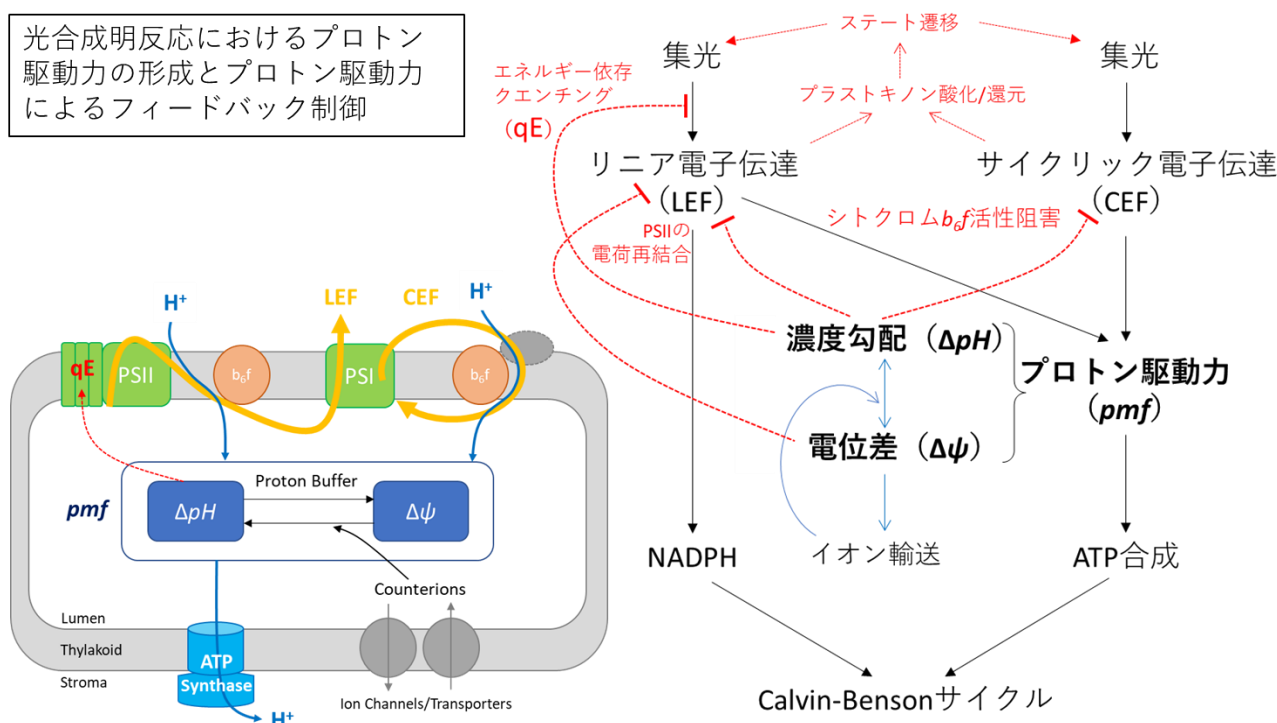 光合成明反応におけるプロトン
駆動力の形成とプロトン駆動力
によるフィードバック制御
ステート遷移
集光
集光
エネルギー依存
クエンチング
(qE)
プラストキノン酸化/還元
リニア電子伝達
(LEF)
サイクリック電子伝達
(CEF)
PSIIの
電荷再結合
シトクロムb₆f活性阻害
濃度勾配（ΔpH）
プロトン駆動力
(pmf)
電位差（Δψ）
イオン輸送
NADPH
ATP合成
Calvin-Bensonサイクル
H⁺
LEF
CEF
H⁺
qE
PSII
b₆f
PSI
b₆f
Proton Buffer
pmf
ΔpH
Δψ
Counterions
Lumen
Thylakoid
Stroma
ATP
Synthase
H⁺
Ion Channels/Transporters